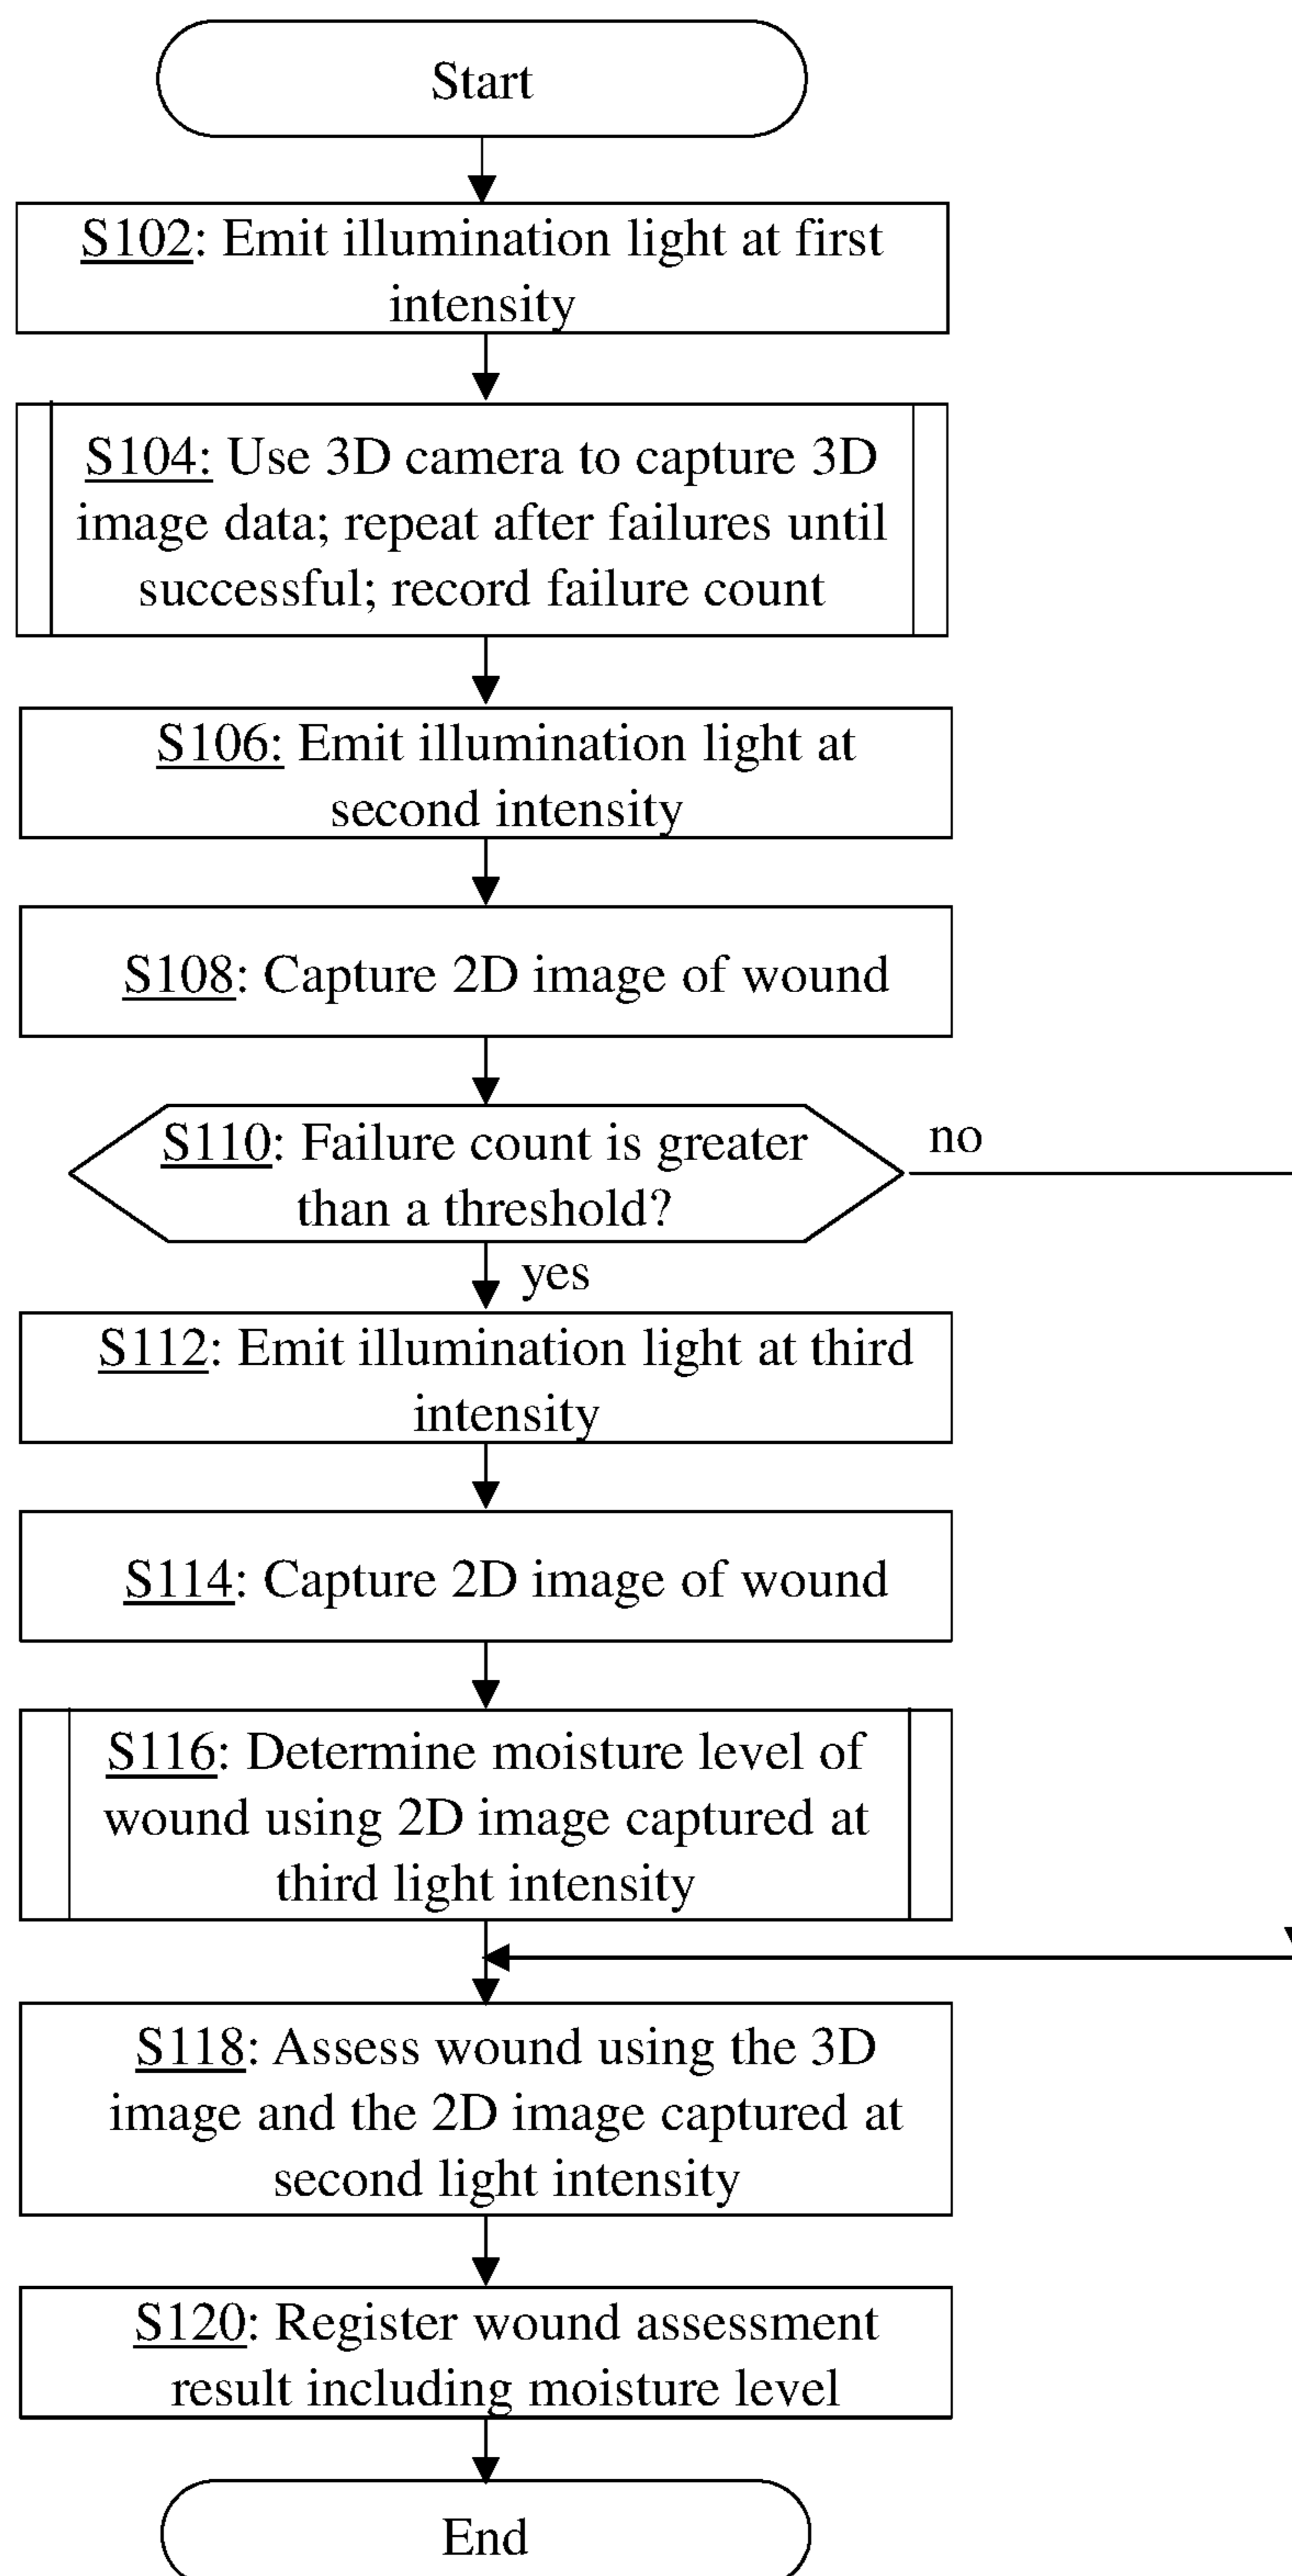 Start
S102: Emit illumination light at first
intensity
S104: Use 3D camera to capture 3D
image data; repeat after failures until
successful; record failure count
S106: Emit illumination light at
second intensity
S108: Capture 2D image of wound
S110: Failure count is greater
than a threshold?
no
yes
S112: Emit illumination light at third
intensity
S114: Capture 2D image of wound
S116: Determine moisture level of
wound using 2D image captured at
third light intensity
S118: Assess wound using the 3D
image and the 2D image captured at
second light intensity
S120: Register wound assessment
result including moisture level
End